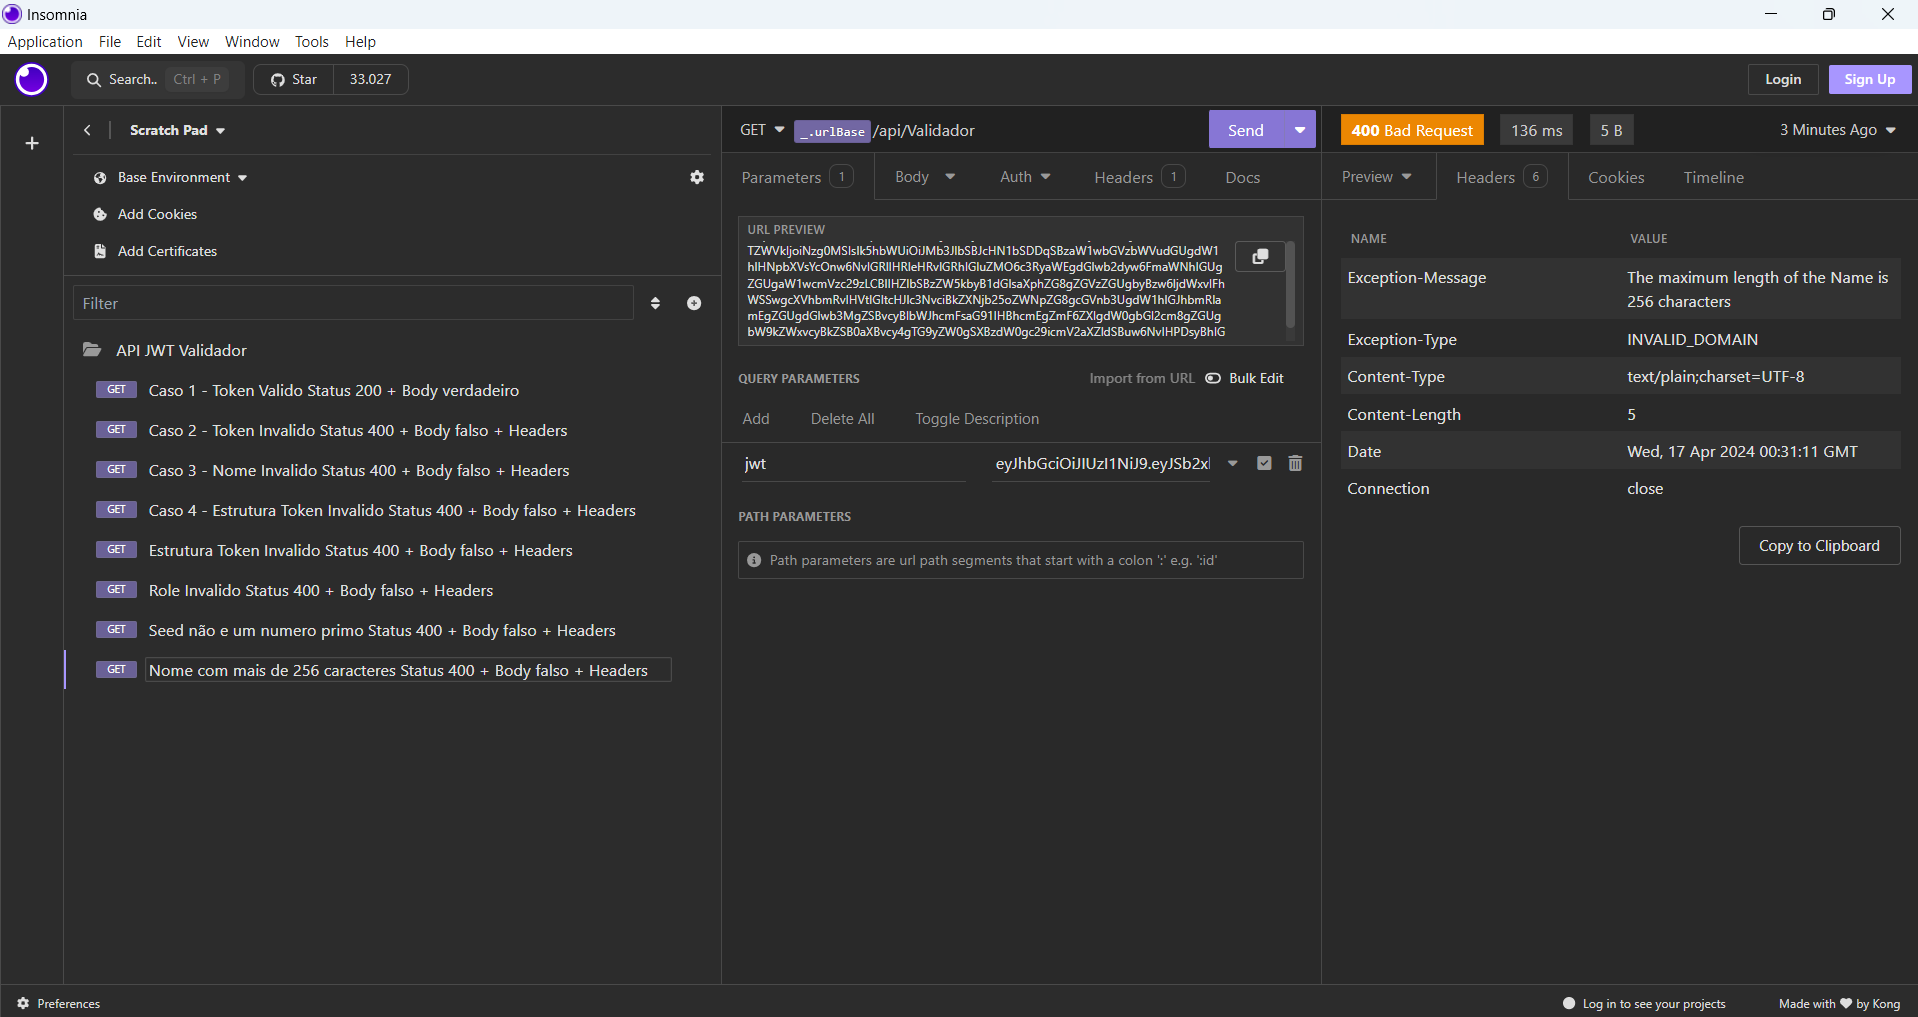 Insomnia
Application File Edit View Window Tools Help
Search.. Ctrl + P
Star 33.027
Login
Sign Up
Scratch Pad
Base Environment
Add Cookies
Add Certificates
Filter
API JWT Validador
GET Caso 1 - Token Valido Status 200 + Body verdadeiro
GET Caso 2 - Token Invalido Status 400 + Body falso + Headers
GET Caso 3 - Nome Invalido Status 400 + Body falso + Headers
GET Caso 4 - Estrutura Token Invalido Status 400 + Body falso + Headers
GET Estrutura Token Invalido Status 400 + Body falso + Headers
GET Role Invalido Status 400 + Body falso + Headers
GET Seed não e um numero primo Status 400 + Body falso + Headers
GET Nome com mais de 256 caracteres Status 400 + Body falso + Headers
GET _.urlBase /api/Validador
Send
Parameters 1 Body Auth Headers 1 Docs
URL PREVIEW
QUERY PARAMETERS
Import from URL Bulk Edit
Add Delete All Toggle Description
jwt
PATH PARAMETERS
Path parameters are url path segments that start with a colon ':' e.g. ':id'
400 Bad Request 136 ms 5 B 3 Minutes Ago
Preview Headers 6 Cookies Timeline
NAME VALUE
Exception-Message The maximum length of the Name is
256 characters
Exception-Type INVALID_DOMAIN
Content-Type text/plain;charset=UTF-8
Content-Length 5
Date Wed, 17 Apr 2024 00:31:11 GMT
Connection close
Copy to Clipboard
Preferences
Log in to see your projects
Made with ❤ by Kong